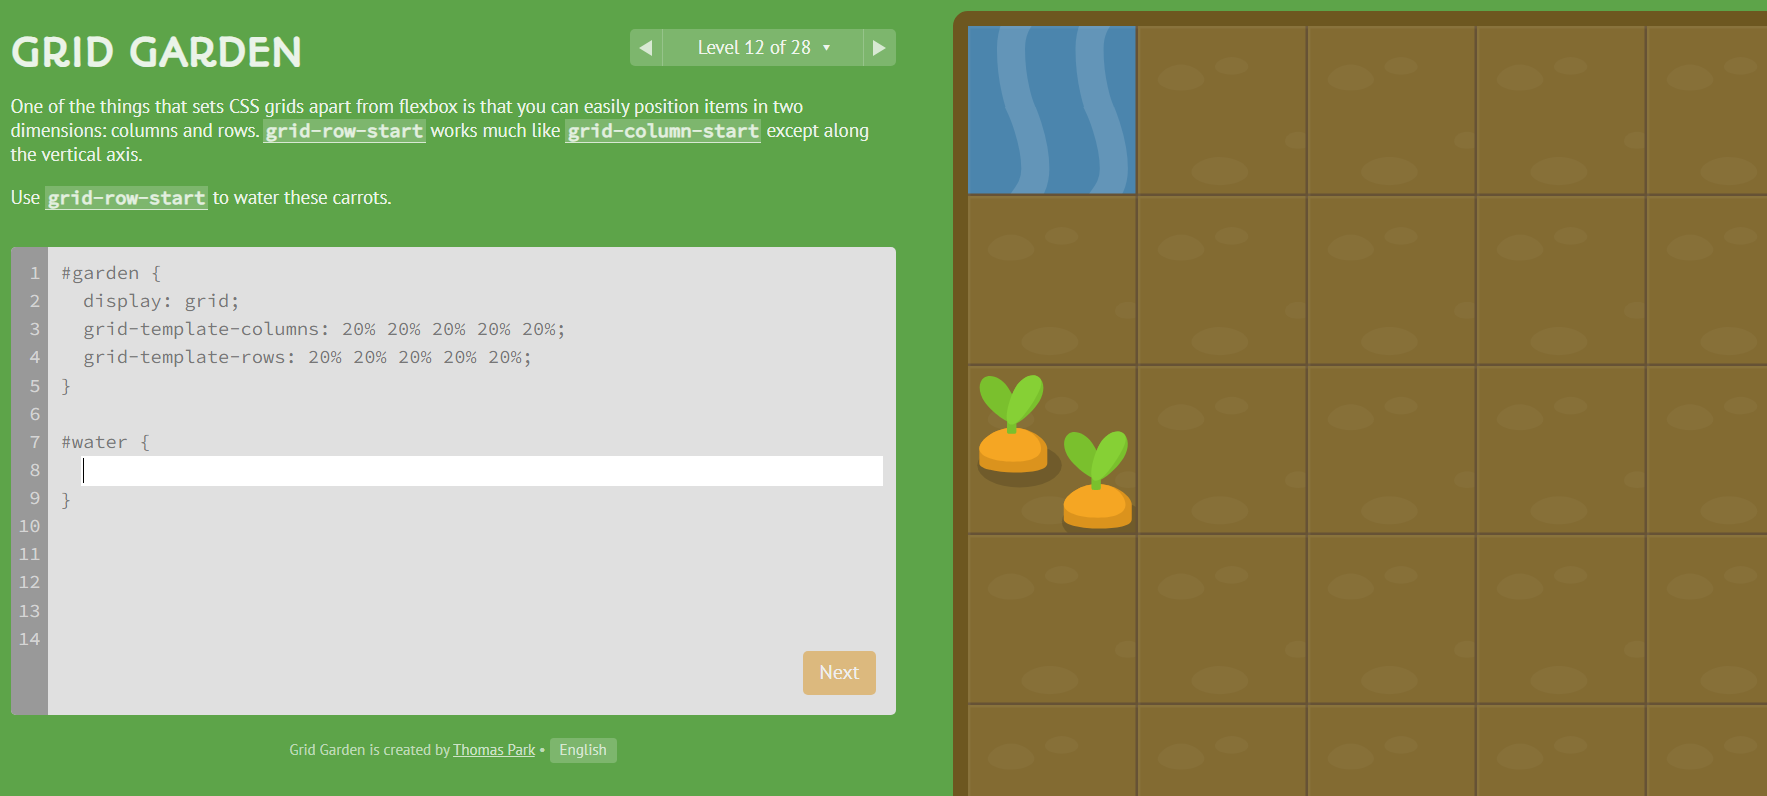 GRID GARDEN
Level 12 of 28
One of the things that sets CSS grids apart from flexbox is that you can easily position items in two
dimensions: columns and rows. grid-row-start works much like grid-column-start except along
the vertical axis.
Use grid-row-start to water these carrots.
1 #garden {
2 display: grid;
3 grid-template-columns: 20% 20% 20% 20% 20%;
4 grid-template-rows: 20% 20% 20% 20% 20%;
5 }
6
7 #water {
8
9 }
10
11
12
13
14
Next
Grid Garden is created by Thomas Park • English